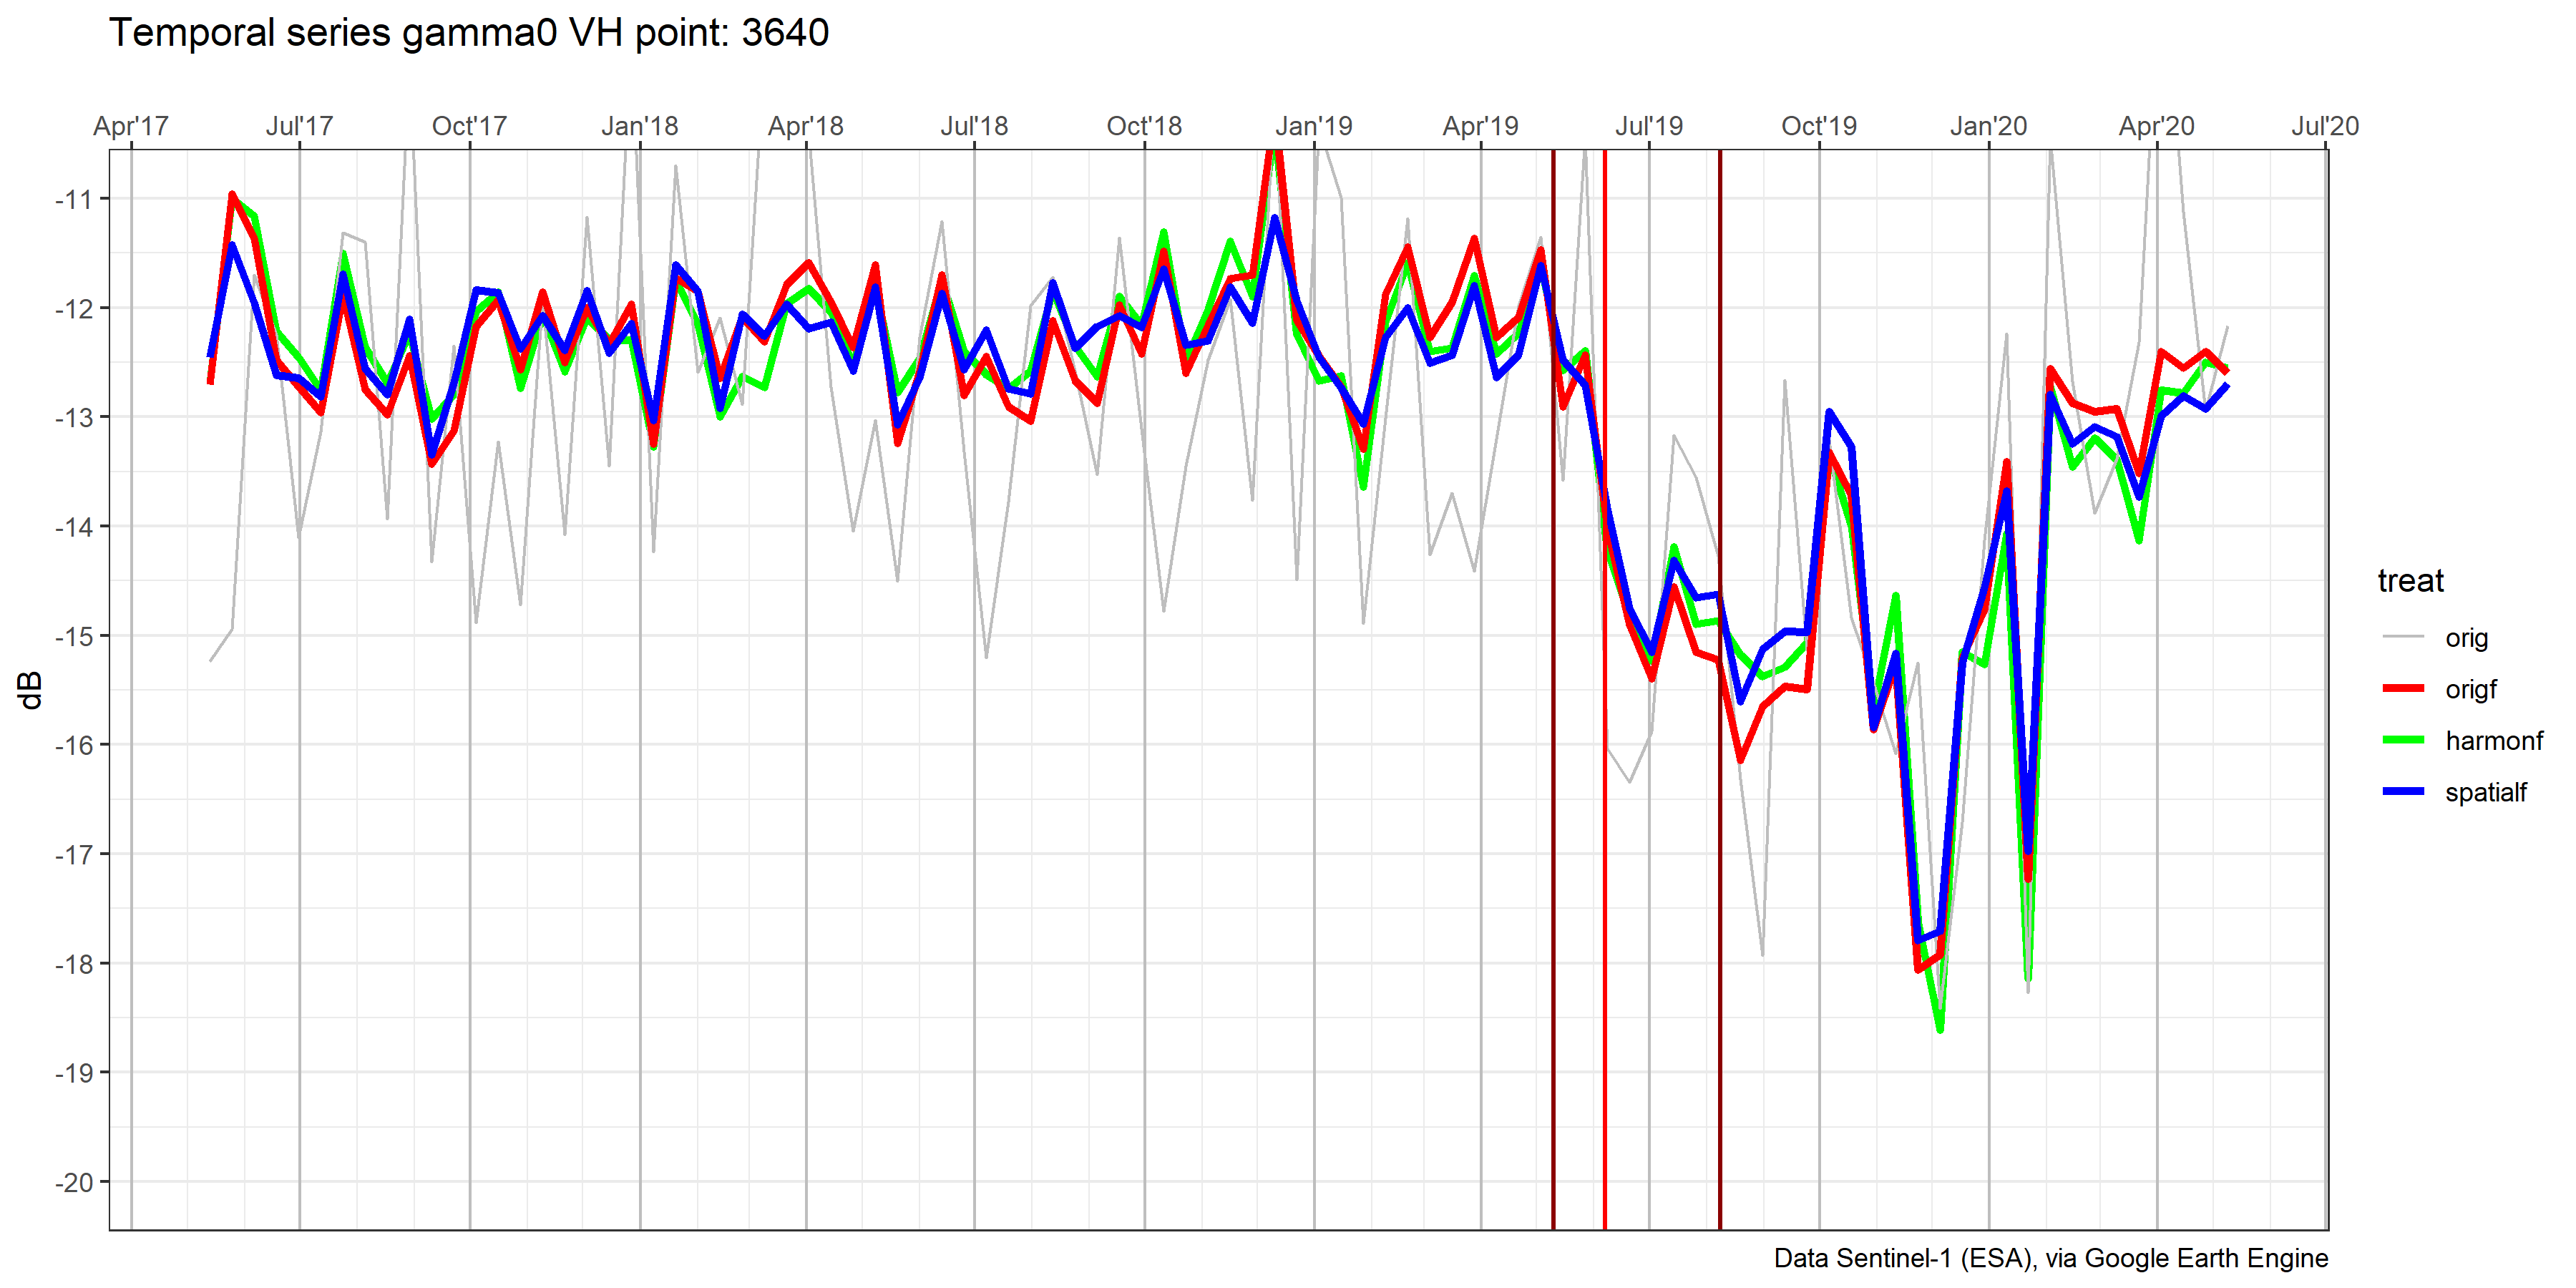 Temporal series gamma0 VH point: 3640
Apr'17 Jul'17 Oct'17 Jan'18 Apr'18 Jul'18 Oct'18 Jan'19 Apr'19 Jul'19 Oct'19 Jan'20 Apr'20 Jul'20
-11
-12
-13
-14
-15
-16
-17
-18
-19
-20
dB
treat
orig
origf
harmonf
spatialf
Data Sentinel-1 (ESA), via Google Earth Engine